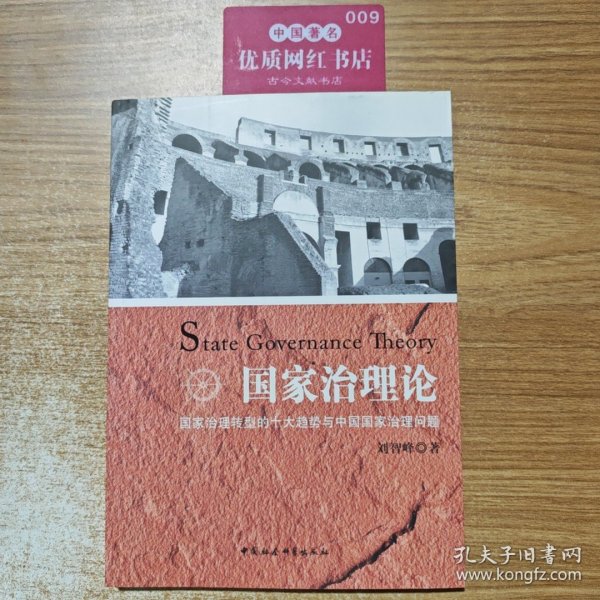 009
中国著名
优质网红书店
古今文献书店
State Governance Theory
国家治理论
国家治理转型的十大趋势与中国国家治理问题
刘智峰◎著
中国社会科学出版社
孔夫子旧书网
www.kongfz.com